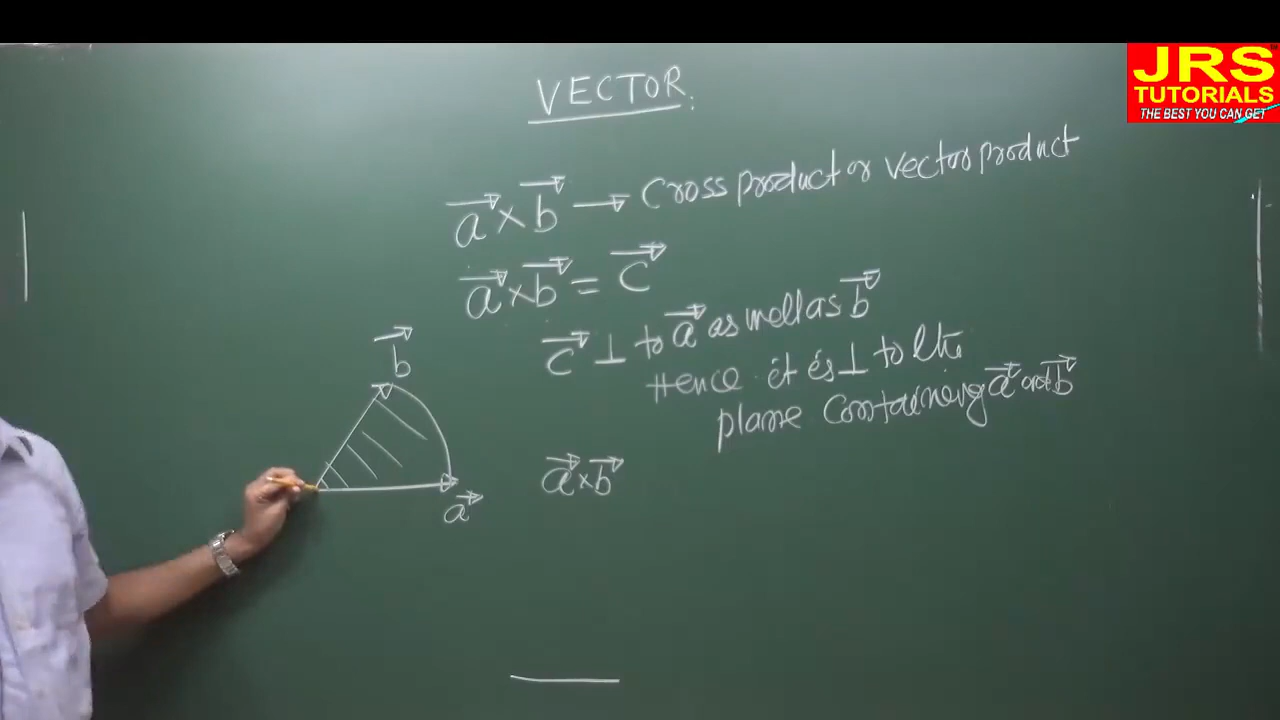 JRS
TUTORIALS
THE BEST YOU CAN GET
VECTOR:
a⃗ × b⃗ → Cross product or vector product
a⃗ × b⃗ = c⃗
c⃗ ⊥ to a⃗ as well as b⃗
Hence it is ⊥ to the
plane containing a⃗ and b⃗
b⃗
a⃗
a⃗ × b⃗